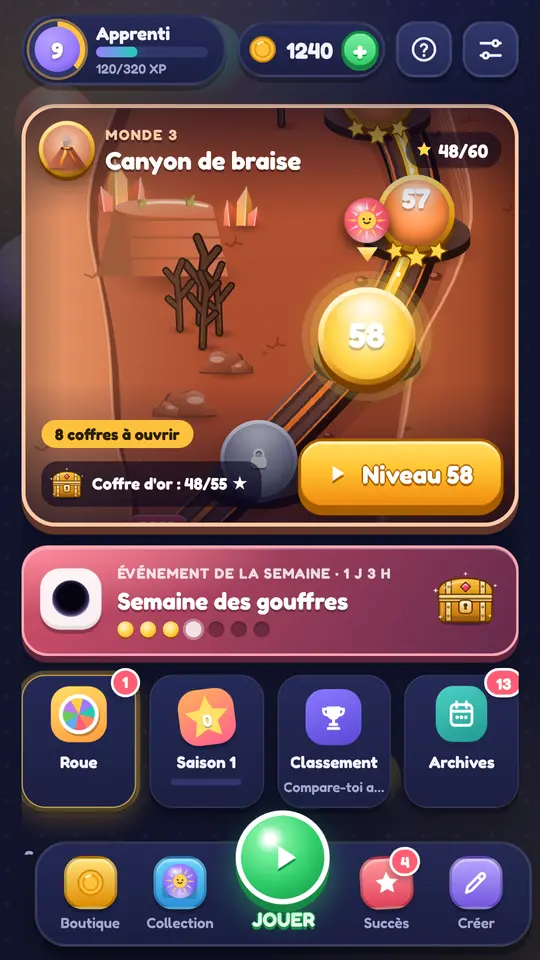 9
Apprenti
120/320 XP
1240
+
?
MONDE 3
Canyon de braise
48/60
57
58
8 coffres à ouvrir
Coffre d'or : 48/55 ★
Niveau 58
ÉVÉNEMENT DE LA SEMAINE · 1 J 3 H
Semaine des gouffres
1
13
0
Roue
Saison 1
Classement
Archives
Compare-toi a...
4
Boutique
Collection
JOUER
Succès
Créer